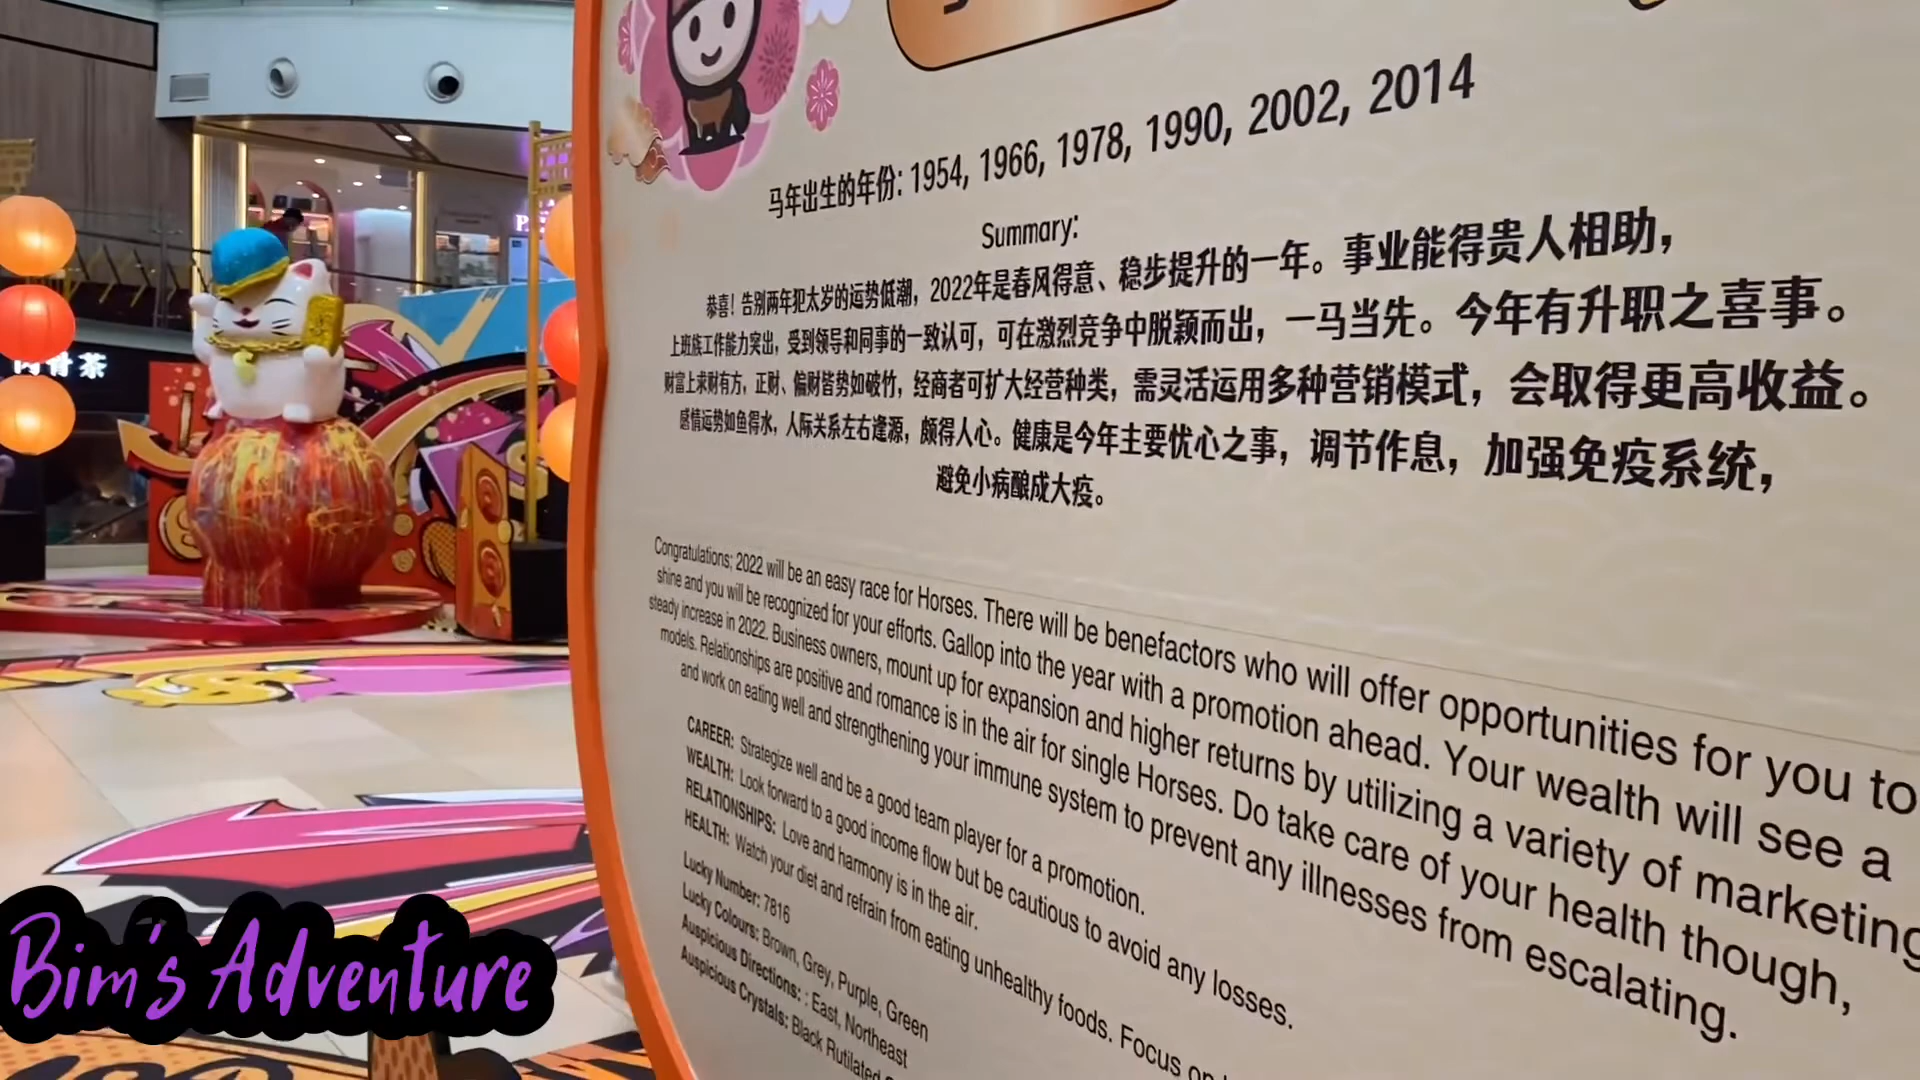 马年出生的年份: 1954, 1966, 1978, 1990, 2002, 2014
Summary:
恭喜！告别两年犯太岁的运势低潮，2022年是春风得意、稳步提升的一年。事业能得贵人相助，
上班族工作能力突出，受到领导和同事的一致认可，可在激烈竞争中脱颖而出，一马当先。今年有升职之喜事。
财富上求财有方，正财、偏财皆势如破竹，经商者可扩大经营种类，需灵活运用多种营销模式，会取得更高收益。
感情运势如鱼得水，人际关系左右逢源，颇得人心。健康是今年主要忧心之事，调节作息，加强免疫系统，
避免小病酿成大疫。
Congratulations; 2022 will be an easy race for Horses. There will be benefactors who will offer opportunities for you to
shine and you will be recognized for your efforts. Gallop into the year with a promotion ahead. Your wealth will see a
steady increase in 2022. Business owners, mount up for expansion and higher returns by utilizing a variety of marketing
models. Relationships are positive and romance is in the air for single Horses. Do take care of your health though,
and work on eating well and strengthening your immune system to prevent any illnesses from escalating.
CAREER: Strategize well and be a good team player for a promotion.
WEALTH: Look forward to a good income flow but be cautious to avoid any losses.
RELATIONSHIPS: Love and harmony is in the air.
HEALTH: Watch your diet and refrain from eating unhealthy foods. Focus on
Lucky Number: 7816
Lucky Colours: Brown, Grey, Purple, Green
Auspicious Directions: : East, Northeast
Auspicious Crystals: Black Rutilated
肉骨茶
Bim's Adventure